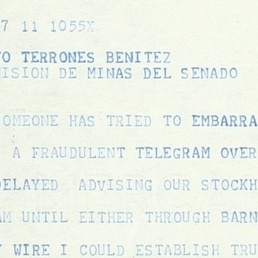 7 11 1055X
O TERRONES BENITEZ
ISION DE MINAS DEL SENADO
OMEONE HAS TRIED TO EMBARRA
A FRAUDULENT TELEGRAM OVER
DELAYED ADVISING OUR STOCKH
AM UNTIL EITHER THROUGH BARN
Y WIRE I COULD ESTABLISH TRU